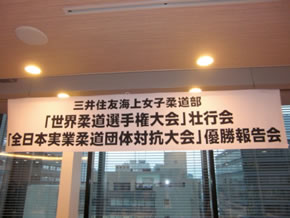 三井住友海上女子柔道部
「世界柔道選手権大会」壮行会
「全日本実業柔道団体対抗大会」優勝報告会